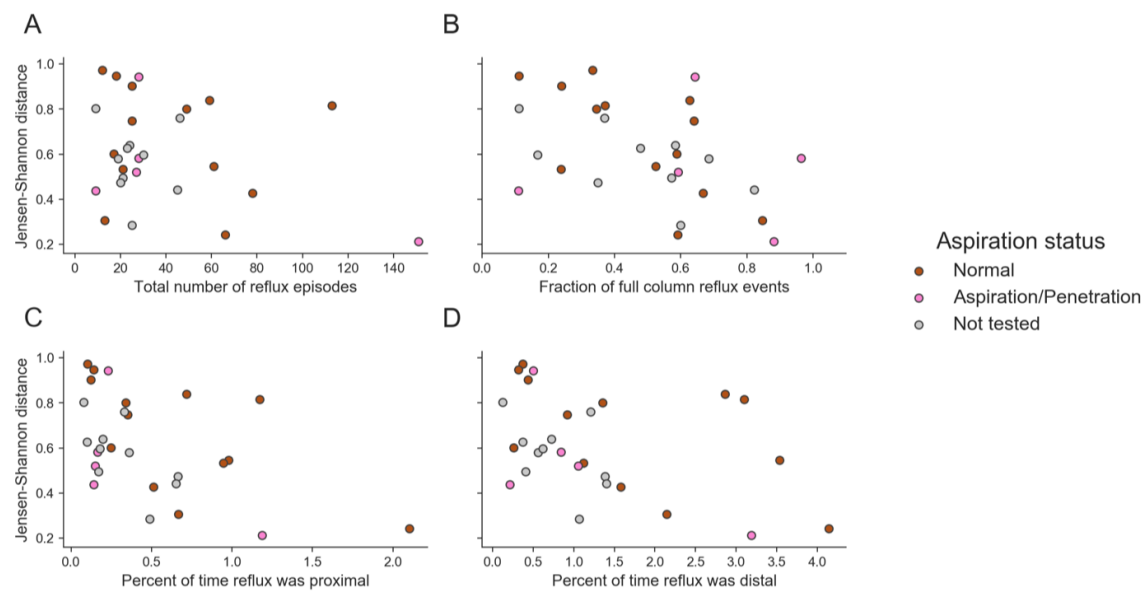 A
B
Jensen-Shannon distance
1.0
0.8
0.6
0.4
0.2
0 20 40 60 80 100 120 140
Total number of reflux episodes
0.0 0.2 0.4 0.6 0.8 1.0
Fraction of full column reflux events
Aspiration status
Normal
Aspiration/Penetration
Not tested
C
D
Jensen-Shannon distance
1.0
0.8
0.6
0.4
0.2
0.0 0.5 1.0 1.5 2.0
Percent of time reflux was proximal
0.0 0.5 1.0 1.5 2.0 2.5 3.0 3.5 4.0
Percent of time reflux was distal